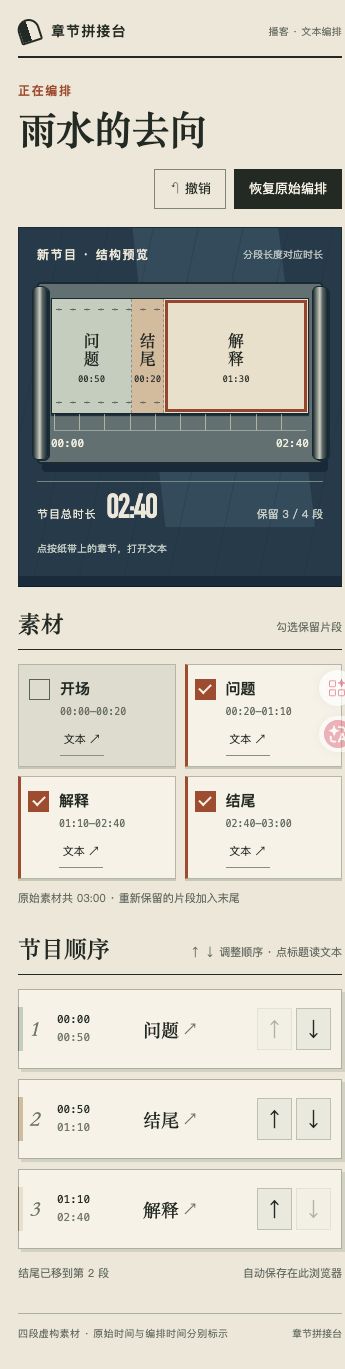 章节拼接台
播客 · 文本编排
正在编排
雨水的去向
撤销
恢复原始编排
新节目 · 结构预览
分段长度对应时长
问题
00:50
结尾
00:20
解释
01:30
00:00
02:40
节目总时长 02:40
保留 3 / 4 段
点按纸带上的章节，打开文本
素材
勾选保留片段
开场
00:00—00:20
文本 ↗
问题
00:20—01:10
文本 ↗
解释
01:10—02:40
文本 ↗
结尾
02:40—03:00
文本 ↗
原始素材共 03:00 · 重新保留的片段加入末尾
节目顺序
↑ ↓ 调整顺序 · 点标题读文本
1
00:00
00:50
问题 ↗
↑ ↓
2
00:50
01:10
结尾 ↗
↑ ↓
3
01:10
02:40
解释 ↗
↑ ↓
结尾已移到第 2 段
自动保存在此浏览器
四段虚构素材 · 原始时间与编排时间分别标示
章节拼接台